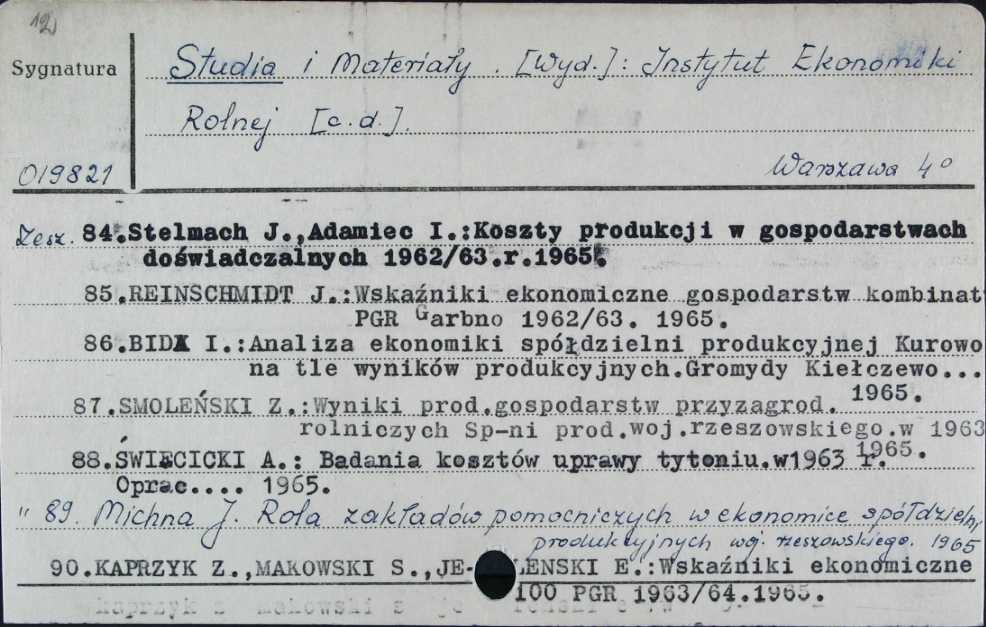 12)
Sygnatura
Studia i Materiały. [Wyd.]: Instytut Ekonomiki
Rolnej [c.d.].
019821
Warszawa 4°
Zesz. 84.Stelmach J.,Adamiec I.:Koszty produkcji w gospodarstwach
doświadczalnych 1962/63.r.1965.
85.REINSCHMIDT J.:Wskaźniki ekonomiczne gospodarstw kombinat
PGR Garbno 1962/63. 1965.
86.BIDA I.:Analiza ekonomiki spółdzielni produkcyjnej Kurowo
na tle wyników produkcyjnych.Gromydy Kiełczewo...
1965.
87.SMOLEŃSKI Z.:Wyniki prod.gospodarstw przyzagrod.
rolniczych Sp-ni prod.woj.rzeszowskiego.w 1963
1965.
88.ŚWIĘCICKI A.: Badania kosztów uprawy tytoniu.w1963 r.
Oprac.... 1965.
" 89. Michna J. Rola zakładów pomocniczych w ekonomice spółdzielni
produkcyjnych woj. rzeszowskiego. 1965
90.KAPRZYK Z.,MAKOWSKI S.,JE- LENSKI E.:Wskaźniki ekonomiczne
100 PGR 1963/64.1965.